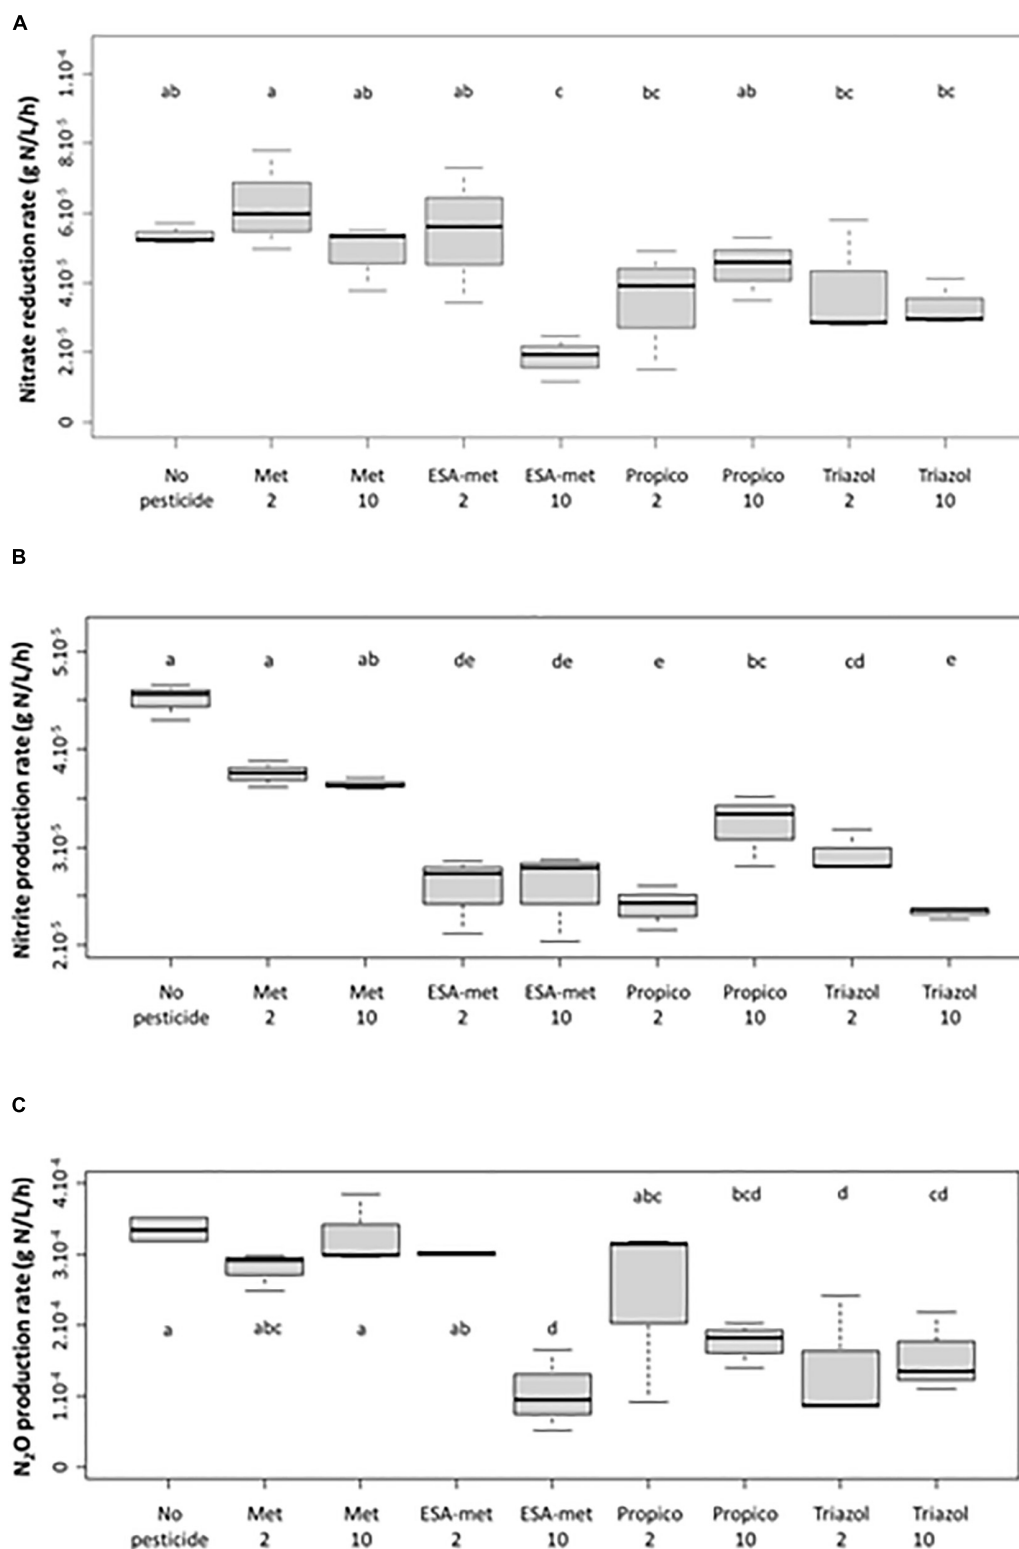 A
Nitrate reduction rate (g N/L/h)
1.10⁻⁴
8.10⁻⁵
6.10⁻⁵
4.10⁻⁵
2.10⁻⁵
0
ab a ab ab c bc ab bc bc
No Met Met ESA-met ESA-met Propico Propico Triazol Triazol
pesticide 2 10 2 10 2 10 2 10
B
Nitrite production rate (g N/L/h)
5.10⁻⁵
4.10⁻⁵
3.10⁻⁵
2.10⁻⁵
a a ab de de e bc cd e
No Met Met ESA-met ESA-met Propico Propico Triazol Triazol
pesticide 2 10 2 10 2 10 2 10
C
N₂O production rate (g N/L/h)
4.10⁻⁴
3.10⁻⁴
2.10⁻⁴
1.10⁻⁴
0
abc bcd d cd
a abc a ab d
No Met Met ESA-met ESA-met Propico Propico Triazol Triazol
pesticide 2 10 2 10 2 10 2 10